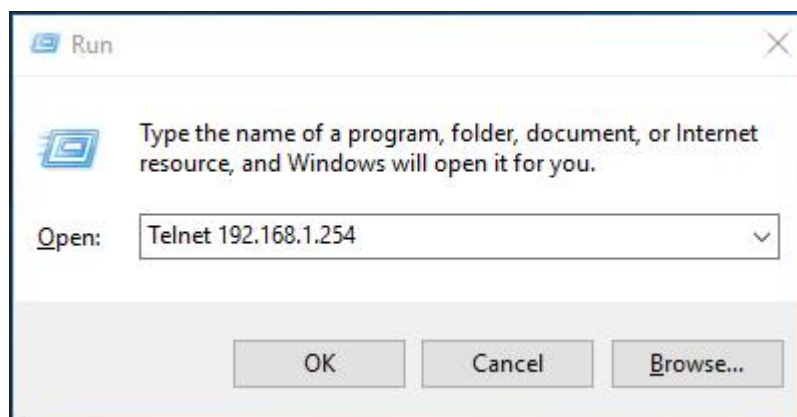 Run
Type the name of a program, folder, document, or Internet
resource, and Windows will open it for you.
Open: Telnet 192.168.1.254
OK Cancel Browse...